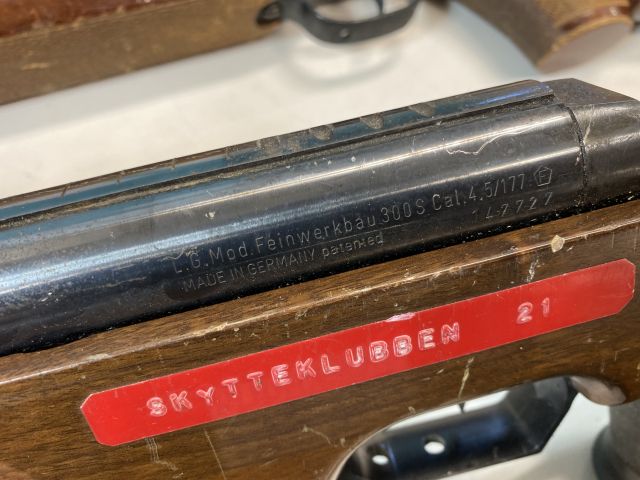 L.G. Mod. Feinwerkbau 300 S Cal. 4,5/177 F
MADE IN GERMANY patented
SKYTTEKLUBBEN 21